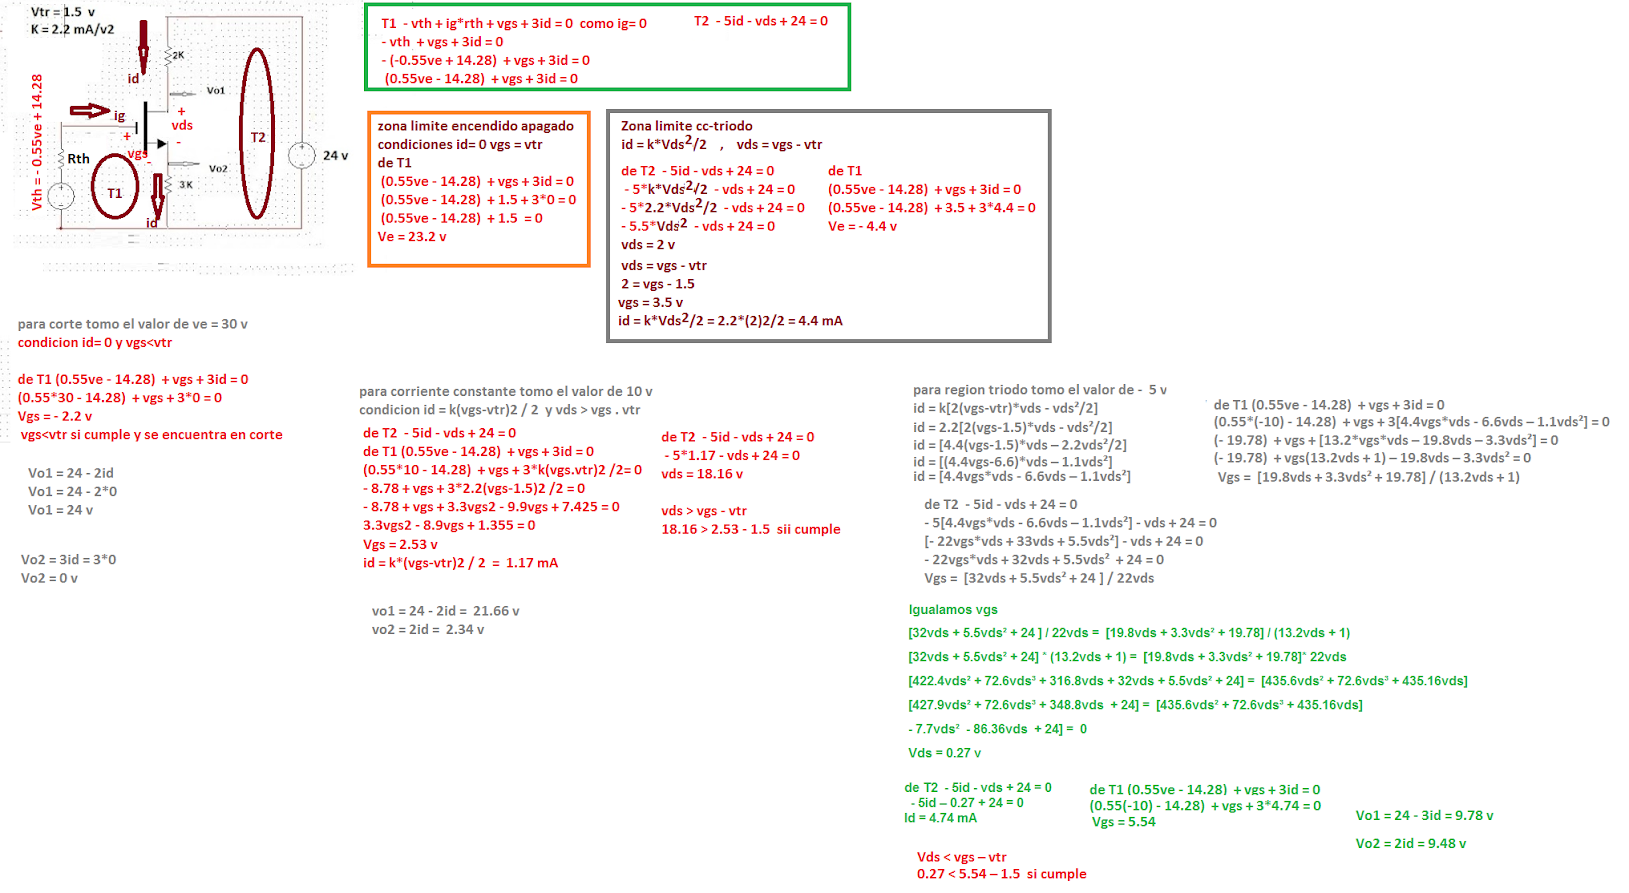 Vtr = 1.5 v
K = 2.2 mA/v2
id
2K
Vo1
ig
+
vds
-
+
vgs
-
Rth
T1
T2
Vo2
3K
id
24 v
Vth = - 0.55ve + 14.28
T1 - vth + ig*rth + vgs + 3id = 0 como ig= 0
T2 - 5id - vds + 24 = 0
- vth + vgs + 3id = 0
- (-0.55ve + 14.28) + vgs + 3id = 0
(0.55ve - 14.28) + vgs + 3id = 0
zona limite encendido apagado
condiciones id= 0 vgs = vtr
de T1
(0.55ve - 14.28) + vgs + 3id = 0
(0.55ve - 14.28) + 1.5 + 3*0 = 0
(0.55ve - 14.28) + 1.5 = 0
Ve = 23.2 v
Zona limite cc-triodo
id = k*Vds2/2 , vds = vgs - vtr
de T2 - 5id - vds + 24 = 0
- 5*k*Vds2/2 - vds + 24 = 0
- 5*2.2*Vds2/2 - vds + 24 = 0
- 5.5*Vds2 - vds + 24 = 0
vds = 2 v
vds = vgs - vtr
2 = vgs - 1.5
vgs = 3.5 v
id = k*Vds2/2 = 2.2*(2)2/2 = 4.4 mA
de T1
(0.55ve - 14.28) + vgs + 3id = 0
(0.55ve - 14.28) + 3.5 + 3*4.4 = 0
Ve = - 4.4 v
para corte tomo el valor de ve = 30 v
condicion id= 0 y vgs<vtr
de T1 (0.55ve - 14.28) + vgs + 3id = 0
(0.55*30 - 14.28) + vgs + 3*0 = 0
Vgs = - 2.2 v
vgs<vtr si cumple y se encuentra en corte
Vo1 = 24 - 2id
Vo1 = 24 - 2*0
Vo1 = 24 v
Vo2 = 3id = 3*0
Vo2 = 0 v
para corriente constante tomo el valor de 10 v
condicion id = k(vgs-vtr)2 / 2 y vds > vgs . vtr
de T2 - 5id - vds + 24 = 0
de T1 (0.55ve - 14.28) + vgs + 3id = 0
(0.55*10 - 14.28) + vgs + 3*k(vgs.vtr)2 /2= 0
- 8.78 + vgs + 3*2.2(vgs-1.5)2 /2 = 0
- 8.78 + vgs + 3.3vgs2 - 9.9vgs + 7.425 = 0
3.3vgs2 - 8.9vgs + 1.355 = 0
Vgs = 2.53 v
id = k*(vgs-vtr)2 / 2 = 1.17 mA
de T2 - 5id - vds + 24 = 0
- 5*1.17 - vds + 24 = 0
vds = 18.16 v
vds > vgs - vtr
18.16 > 2.53 - 1.5 sii cumple
vo1 = 24 - 2id = 21.66 v
vo2 = 2id = 2.34 v
para region triodo tomo el valor de - 5 v
id = k[2(vgs-vtr)*vds - vds²/2]
id = 2.2[2(vgs-1.5)*vds - vds²/2]
id = [4.4(vgs-1.5)*vds – 2.2vds²/2]
id = [(4.4vgs-6.6)*vds – 1.1vds²]
id = [4.4vgs*vds - 6.6vds – 1.1vds²]
de T2 - 5id - vds + 24 = 0
- 5[4.4vgs*vds - 6.6vds – 1.1vds²] - vds + 24 = 0
[- 22vgs*vds + 33vds + 5.5vds²] - vds + 24 = 0
- 22vgs*vds + 32vds + 5.5vds² + 24 = 0
Vgs = [32vds + 5.5vds² + 24 ] / 22vds
de T1 (0.55ve - 14.28) + vgs + 3id = 0
(0.55*(-10) - 14.28) + vgs + 3[4.4vgs*vds - 6.6vds – 1.1vds²] = 0
(- 19.78) + vgs + [13.2*vgs*vds – 19.8vds – 3.3vds²] = 0
(- 19.78) + vgs(13.2vds + 1) – 19.8vds – 3.3vds² = 0
Vgs = [19.8vds + 3.3vds² + 19.78] / (13.2vds + 1)
Igualamos vgs
[32vds + 5.5vds² + 24 ] / 22vds = [19.8vds + 3.3vds² + 19.78] / (13.2vds + 1)
[32vds + 5.5vds² + 24] * (13.2vds + 1) = [19.8vds + 3.3vds² + 19.78]* 22vds
[422.4vds² + 72.6vds³ + 316.8vds + 32vds + 5.5vds² + 24] = [435.6vds² + 72.6vds³ + 435.16vds]
[427.9vds² + 72.6vds³ + 348.8vds + 24] = [435.6vds² + 72.6vds³ + 435.16vds]
- 7.7vds² - 86.36vds + 24] = 0
Vds = 0.27 v
de T2 - 5id - vds + 24 = 0
- 5id – 0.27 + 24 = 0
Id = 4.74 mA
de T1 (0.55ve - 14.28) + vgs + 3id = 0
(0.55(-10) - 14.28) + vgs + 3*4.74 = 0
Vgs = 5.54
Vo1 = 24 - 3id = 9.78 v
Vo2 = 2id = 9.48 v
Vds < vgs – vtr
0.27 < 5.54 – 1.5 si cumple